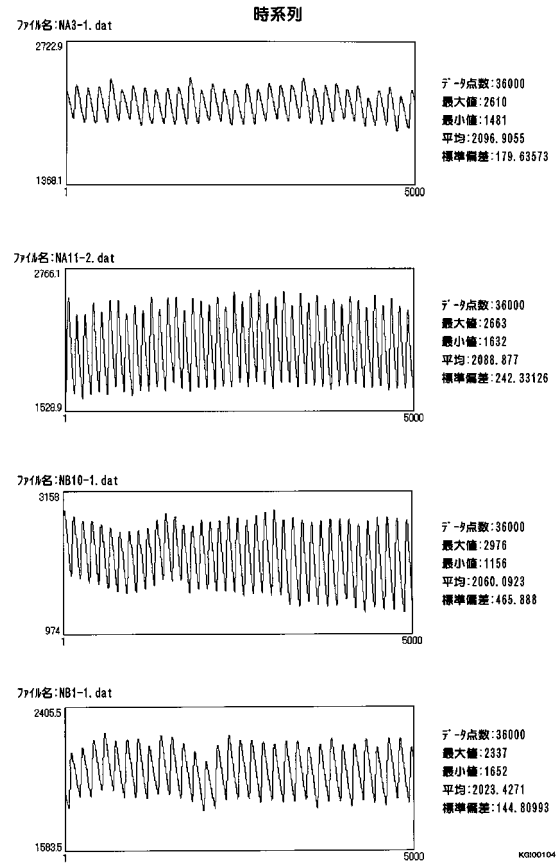 時系列
ﾌｧｲﾙ名:NA3-1.dat
2722.9
1368.1
1
5000
ﾃﾞｰﾀ点数:36000
最大値:2610
最小値:1481
平均:2096.9055
標準偏差:179.63573
ﾌｧｲﾙ名:NA11-2.dat
2766.1
1528.9
1
5000
ﾃﾞｰﾀ点数:36000
最大値:2663
最小値:1632
平均:2088.877
標準偏差:242.33126
ﾌｧｲﾙ名:NB10-1.dat
3158
974
1
5000
ﾃﾞｰﾀ点数:36000
最大値:2976
最小値:1156
平均:2060.0923
標準偏差:465.888
ﾌｧｲﾙ名:NB1-1.dat
2405.5
1583.5
1
5000
ﾃﾞｰﾀ点数:36000
最大値:2337
最小値:1652
平均:2023.4271
標準偏差:144.80993
KG100104